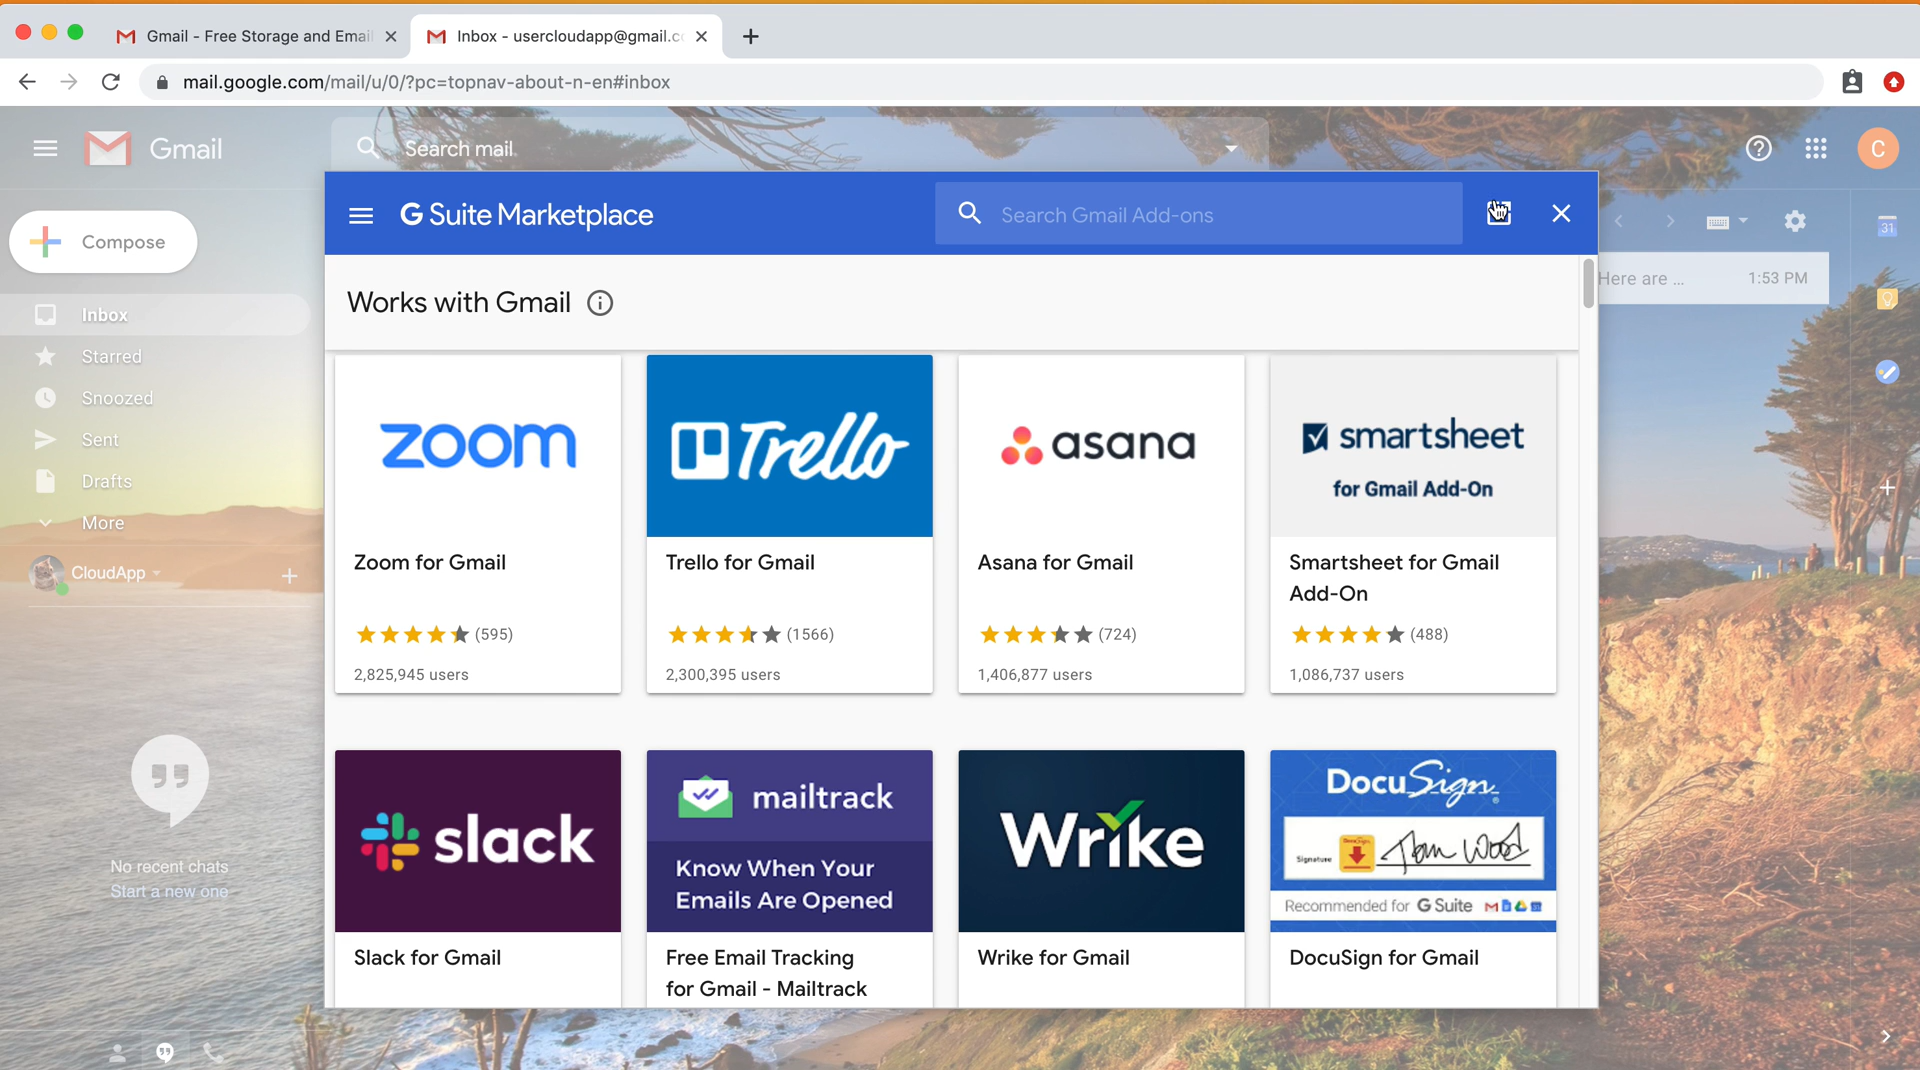 Gmail - Free Storage and Email
Inbox - usercloudapp@gmail.c
mail.google.com/mail/u/0/?pc=topnav-about-n-en#inbox
Gmail
Search mail
C
G Suite Marketplace
Search Gmail Add-ons
Compose
31
Works with Gmail
Here are ...
1:53 PM
Inbox
Starred
Snoozed
Sent
Drafts
More
CloudApp
zoom
Trello
asana
smartsheet
for Gmail Add-On
Zoom for Gmail
Trello for Gmail
Asana for Gmail
Smartsheet for Gmail
Add-On
(595)
(1566)
(724)
(488)
2,825,945 users
2,300,395 users
1,406,877 users
1,086,737 users
slack
mailtrack
Know When Your
Emails Are Opened
Wrike
DocuSign
Signature
Tom Wood
Recommended for G Suite
Slack for Gmail
Free Email Tracking
for Gmail - Mailtrack
Wrike for Gmail
DocuSign for Gmail
No recent chats
Start a new one